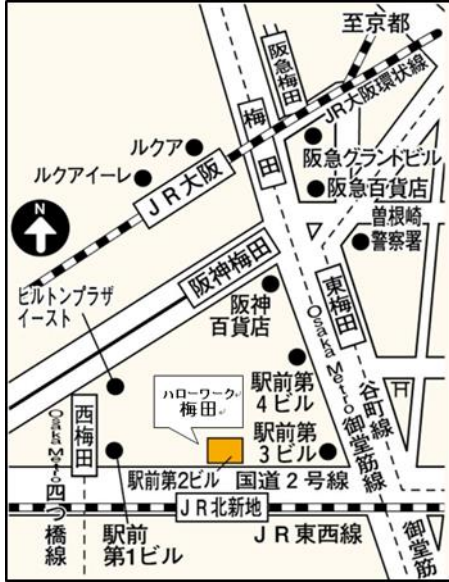 至京都
阪急梅田
JR大阪環状線
梅田
ルクア
阪急グランドビル
ルクアイーレ
阪急百貨店
JR大阪
曽根崎
警察署
N
阪神梅田
東梅田
ヒルトンプラザ
イースト
阪神
百貨店
Osaka Metro御堂筋線
谷町線
駅前第
4ビル
ハローワーク
梅田
西梅田
駅前第
3ビル
Osaka Metro四つ橋線
駅前第2ビル
国道2号線
JR北新地
駅前
第1ビル
JR東西線
御堂筋